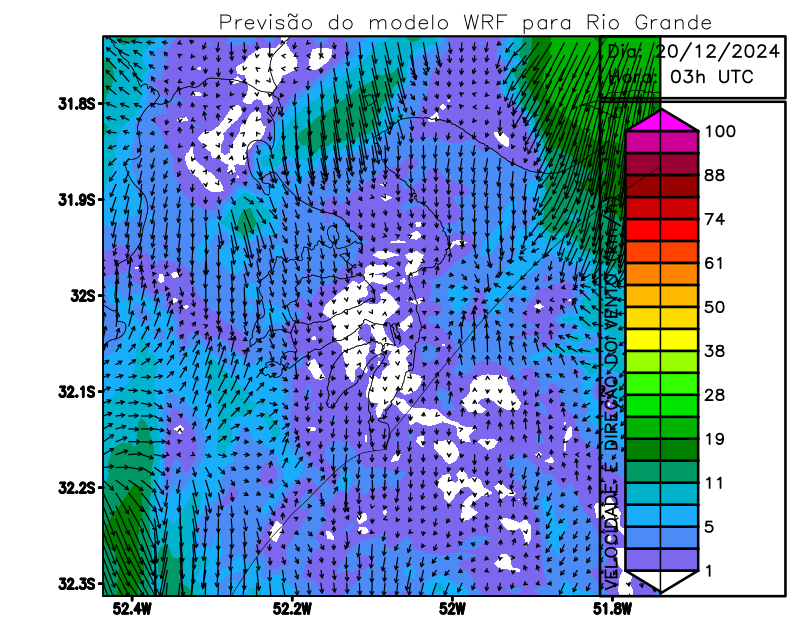 Previsão do modelo WRF para Rio Grande
Dia: 20/12/2024
Hora: 03h UTC
31.8S
31.9S
32S
32.1S
32.2S
32.3S
52.4W
52.2W
52W
51.8W
100
88
74
61
50
38
28
19
11
5
1
VELOCIDADE E DIREÇÃO DO VENTO